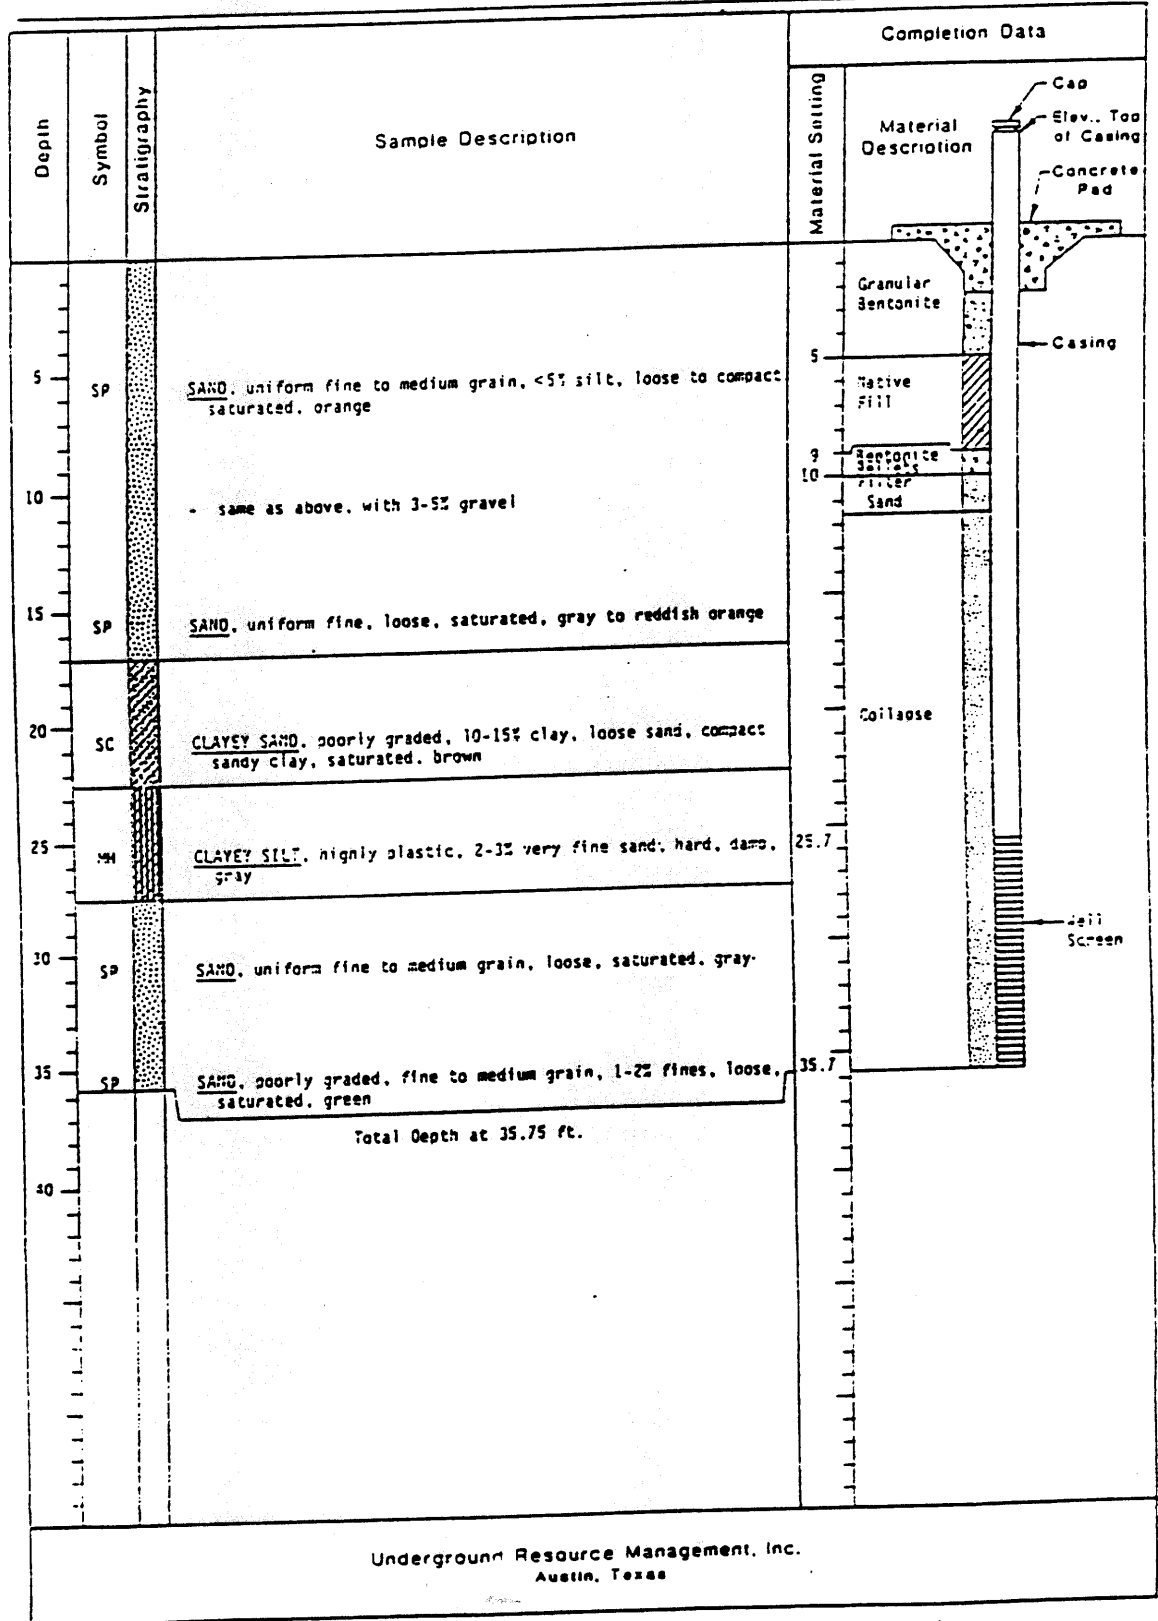 Completion Data
Depth
Symbol
Stratigraphy
Sample Description
Material Setting
Material
Description
Cap
Elev., Top
of Casing
Concrete
Pad
Granular
Bentonite
Casing
5
5
SP
SAND, uniform fine to medium grain, <5% silt, loose to compact
saturated, orange
Native
Fill
9
Bentonite
Pellets
10
Filter
Sand
10
- same as above, with 3-5% gravel
15
SP
SAND, uniform fine, loose, saturated, gray to reddish orange
20
SC
CLAYEY SAND, poorly graded, 10-15% clay, loose sand, compact
sandy clay, saturated, brown
Collapse
25
MH
CLAYEY SILT, highly plastic, 2-3% very fine sand, hard, damp,
gray
25.7
Well
Screen
30
SP
SAND, uniform fine to medium grain, loose, saturated, gray
35
SP
SAND, poorly graded, fine to medium grain, 1-2% fines, loose,
saturated, green
35.7
Total Depth at 35.75 ft.
40
Underground Resource Management, Inc.
Austin, Texas